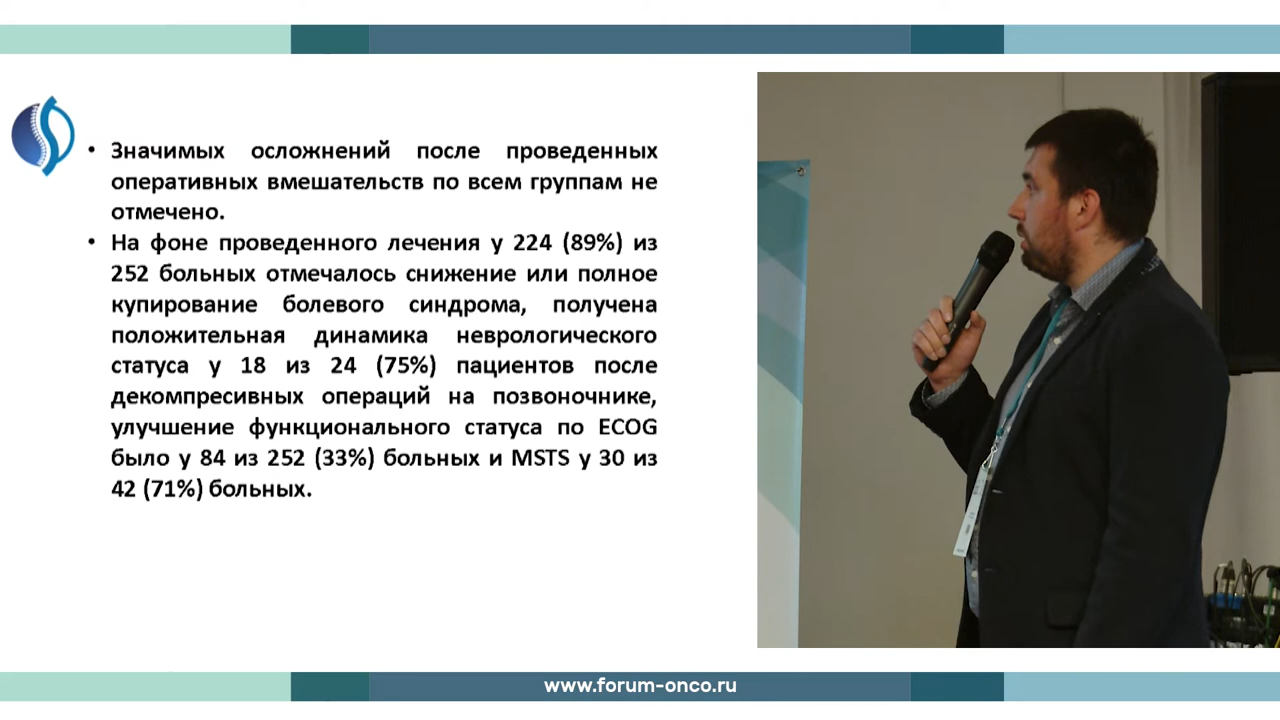 • Значимых осложнений после проведенных
оперативных вмешательств по всем группам не
отмечено.
• На фоне проведенного лечения у 224 (89%) из
252 больных отмечалось снижение или полное
купирование болевого синдрома, получена
положительная динамика неврологического
статуса у 18 из 24 (75%) пациентов после
декомпресивных операций на позвоночнике,
улучшение функционального статуса по ECOG
было у 84 из 252 (33%) больных и MSTS у 30 из
42 (71%) больных.
www.forum-onco.ru